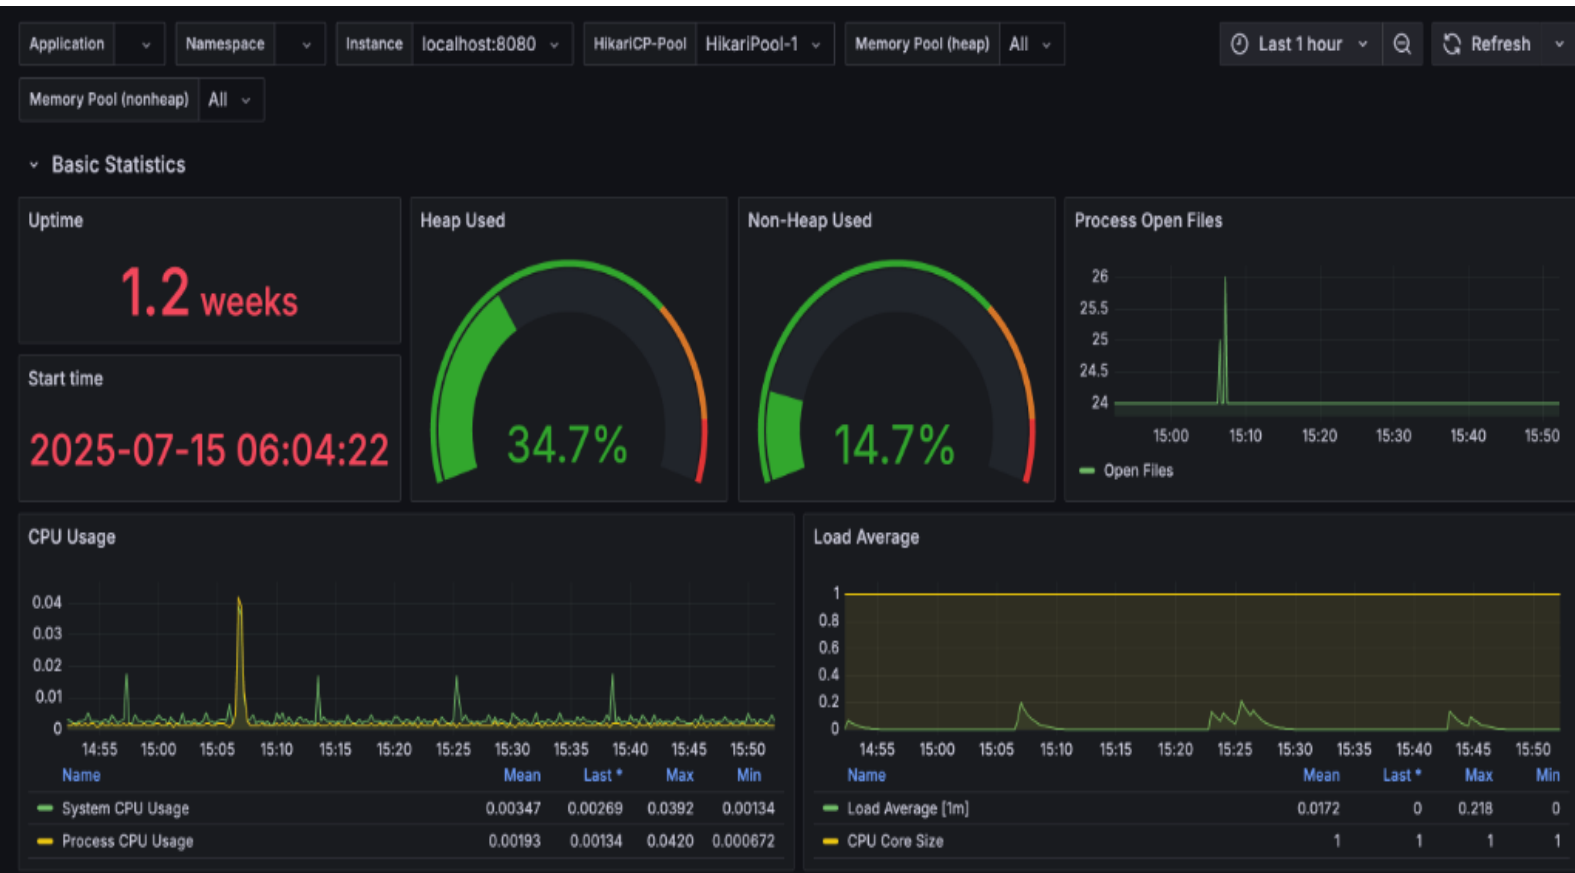 Application Namespace Instance localhost:8080 HikariCP-Pool HikariPool-1 Memory Pool (heap) All Last 1 hour Refresh
Memory Pool (nonheap) All
Basic Statistics
Uptime
1.2 weeks
Start time
2025-07-15 06:04:22
Heap Used
34.7%
Non-Heap Used
14.7%
Process Open Files
26
25.5
25
24.5
24
15:00 15:10 15:20 15:30 15:40 15:50
Open Files
CPU Usage
0.04
0.03
0.02
0.01
0
14:55 15:00 15:05 15:10 15:15 15:20 15:25 15:30 15:35 15:40 15:45 15:50
Name Mean Last * Max Min
System CPU Usage 0.00347 0.00269 0.0392 0.00134
Process CPU Usage 0.00193 0.00134 0.0420 0.000672
Load Average
1
0.8
0.6
0.4
0.2
0
14:55 15:00 15:05 15:10 15:15 15:20 15:25 15:30 15:35 15:40 15:45 15:50
Name Mean Last * Max Min
Load Average [1m] 0.0172 0 0.218 0
CPU Core Size 1 1 1 1